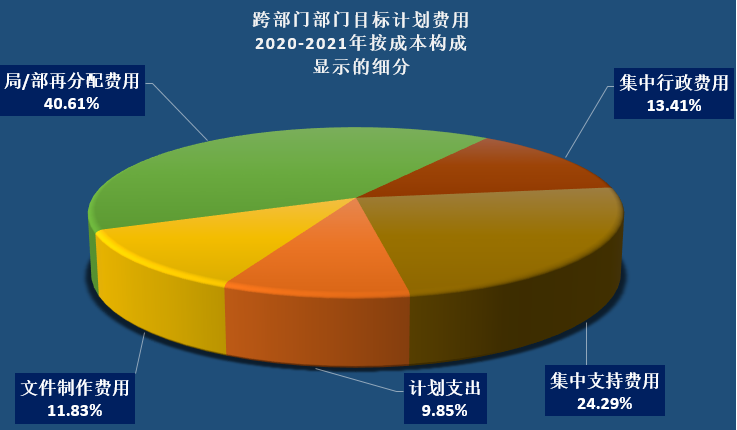 跨部门部门目标计划费用
2020-2021年按成本构成
显示的细分
局/部再分配费用
40.61%
集中行政费用
13.41%
文件制作费用
11.83%
计划支出
9.85%
集中支持费用
24.29%